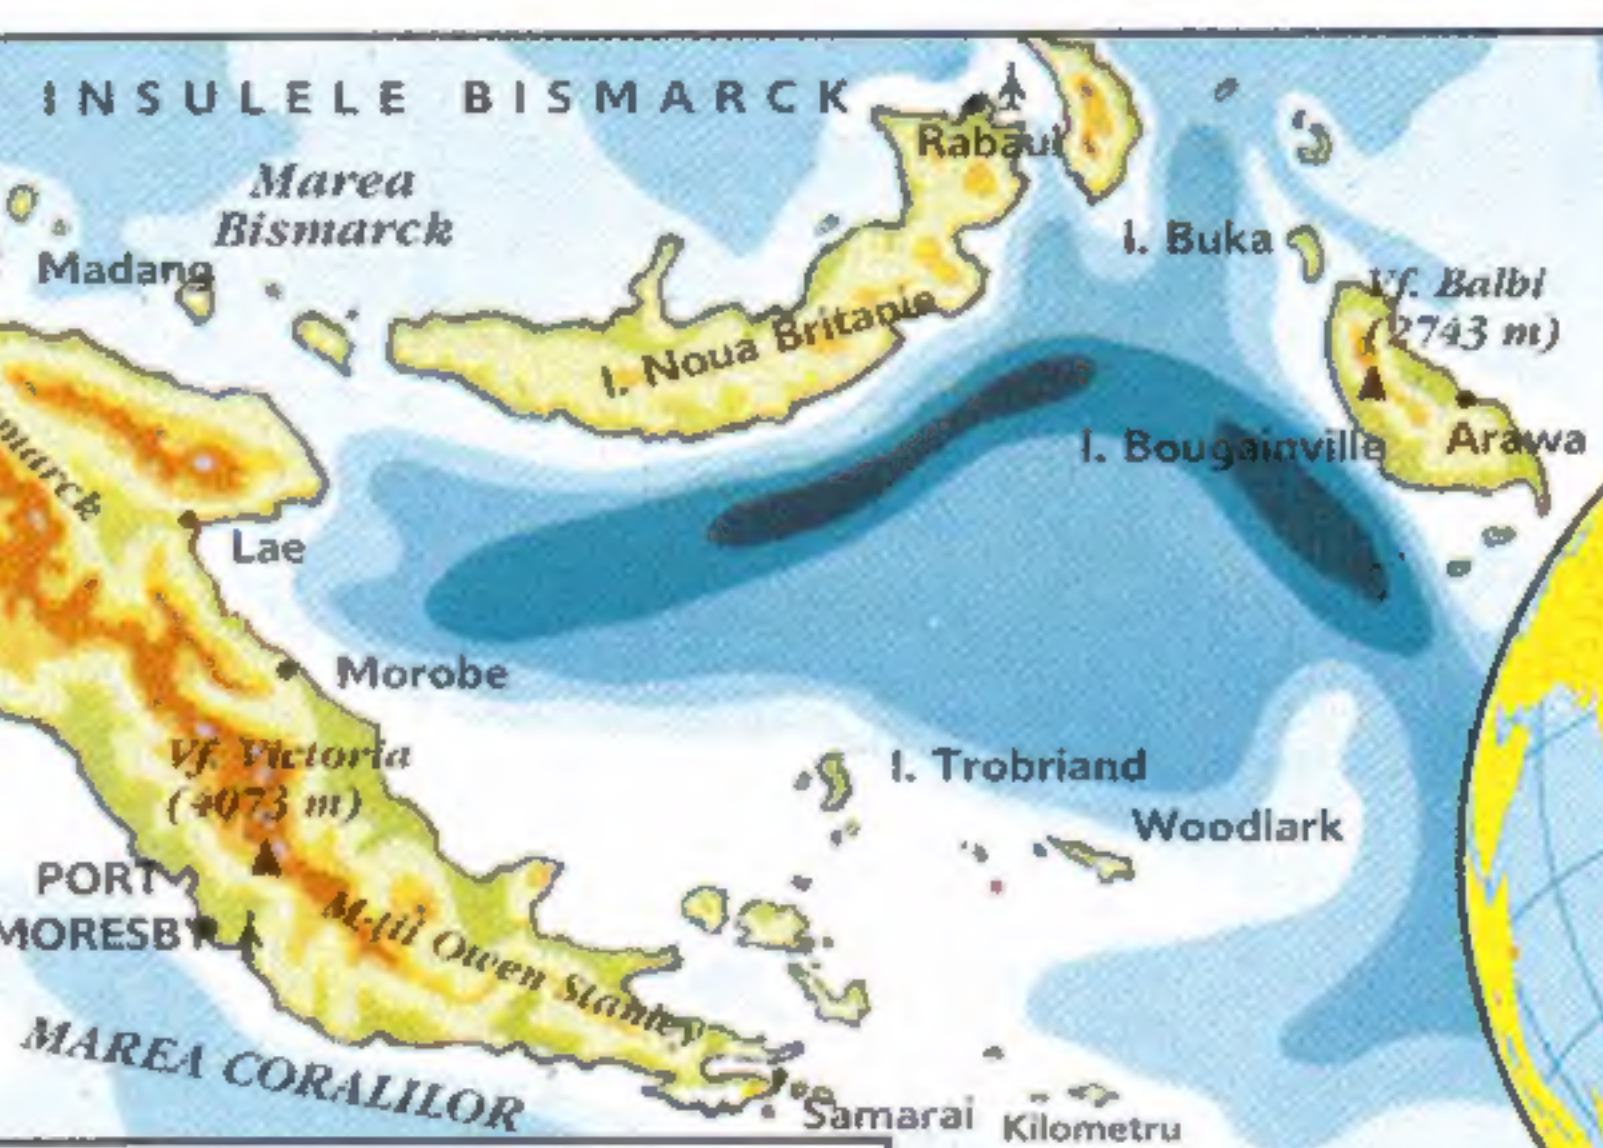 INSULELE BISMARCK
Rabaul
Marea
Bismarck
I. Buka
Madang
Vf. Balbi
(2743 m)
I. Noua Britanie
I. Bougainville
Arawa
Lae
Morobe
Vf. Victoria
(4073 m)
I. Trobriand
Woodlark
PORT
MORESBY
M-ții Owen Stanley
MAREA CORALILOR
Samarai
Kilometru